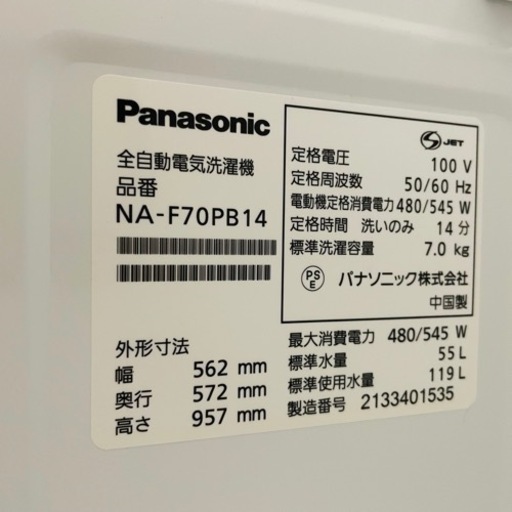 Panasonic
全自動電気洗濯機
品番
NA-F70PB14
外形寸法
幅 562 mm
奥行 572 mm
高さ 957 mm
JET
定格電圧 100 V
定格周波数 50/60 Hz
電動機定格消費電力 480/545 W
定格時間 洗いのみ 14 分
標準洗濯容量 7.0 kg
PSE パナソニック株式会社
中国製
最大消費電力 480/545 W
標準水量 55 L
標準使用水量 119 L
製造番号 2133401535